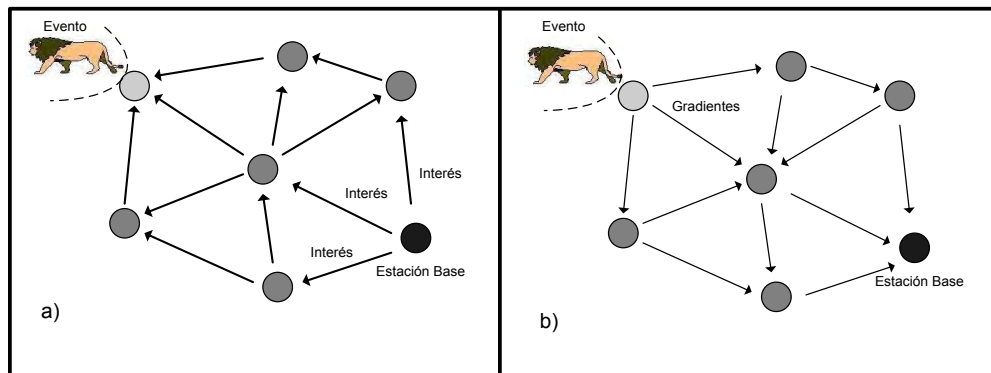 Evento
Interés
Interés
Interés
Estación Base
a)
Evento
Gradientes
Estación Base
b)